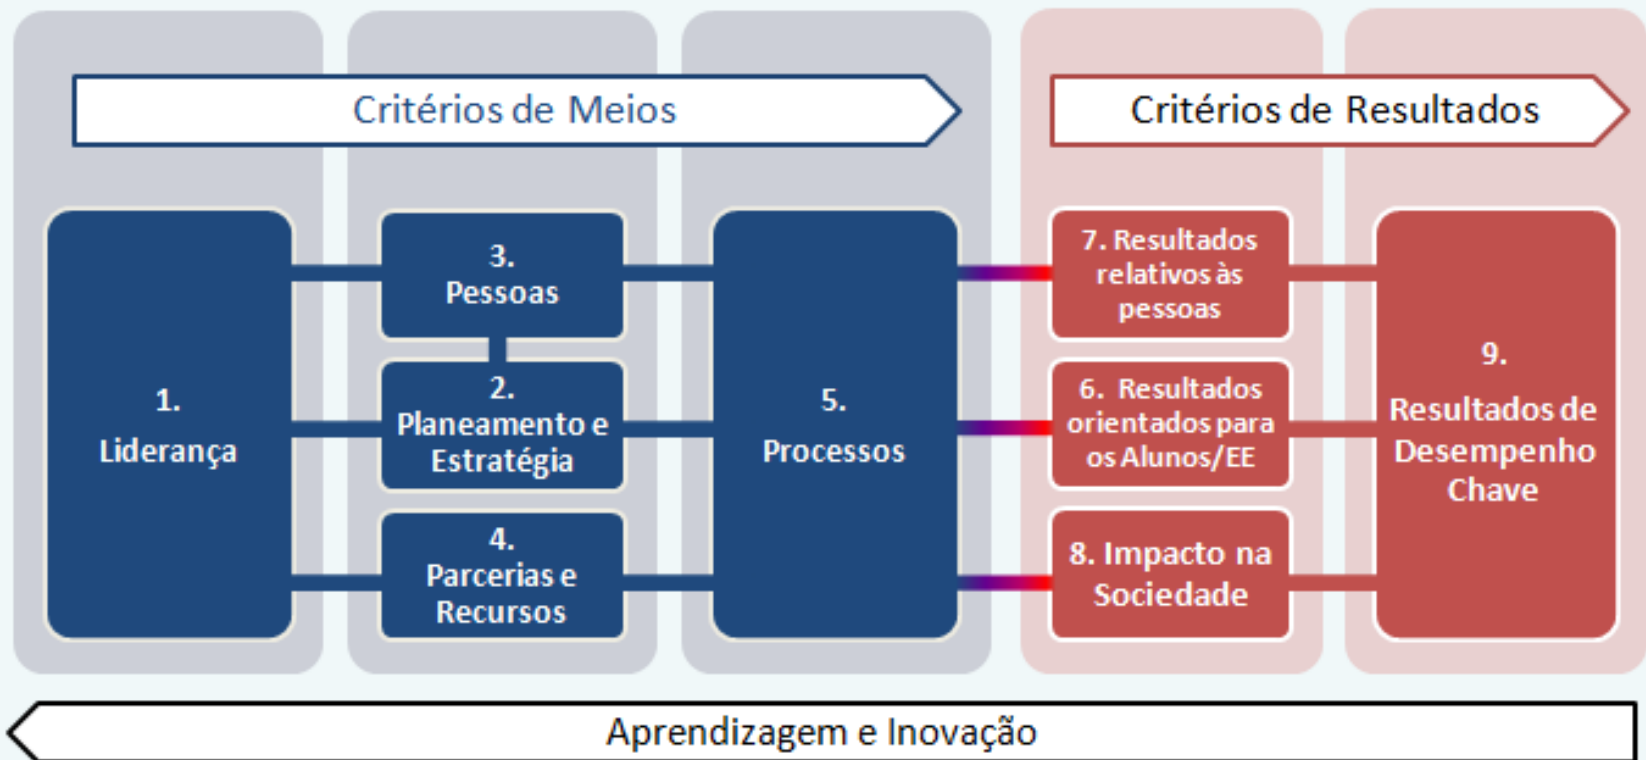 Critérios de Meios
Critérios de Resultados
1.
Liderança
3.
Pessoas
2.
Planeamento e
Estratégia
4.
Parcerias e
Recursos
5.
Processos
7. Resultados
relativos às
pessoas
6. Resultados
orientados para
os Alunos/EE
8. Impacto na
Sociedade
9.
Resultados de
Desempenho
Chave
Aprendizagem e Inovação